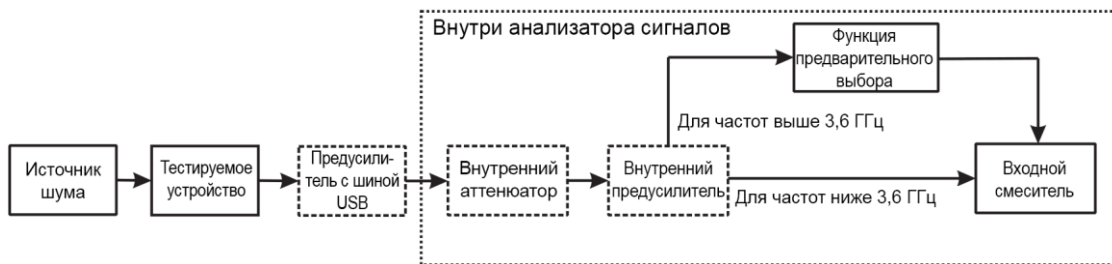 Внутри анализатора сигналов
Функция
предварительного
выбора
Для частот выше 3,6 ГГц
Источник
шума
Тестируемое
устройство
Предусили-
тель с шиной
USB
Внутренний
аттенюатор
Внутренний
предусилитель
Для частот ниже 3,6 ГГц
Входной
смеситель